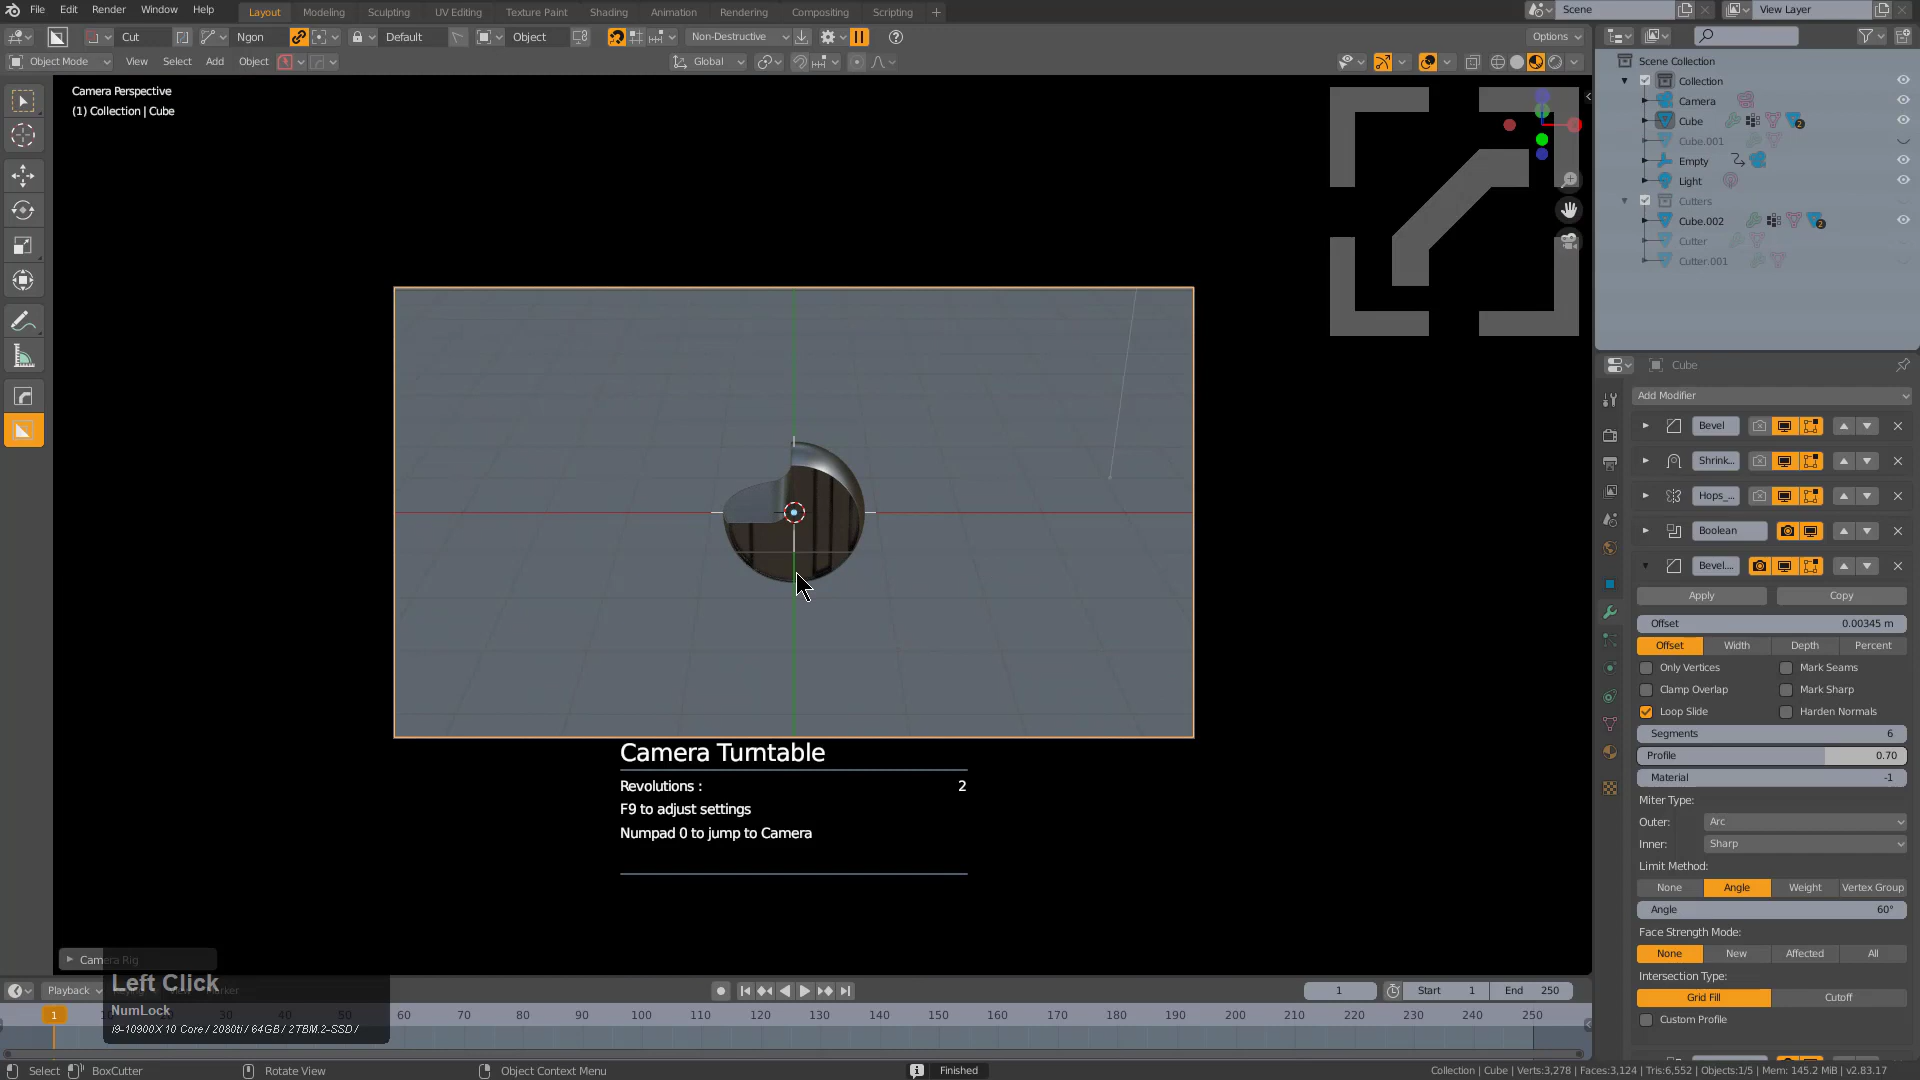 File Edit Render Window Help Layout Modeling Sculpting UV Editing Texture Paint Shading Animation Rendering Compositing Scripting + Scene View Layer
Cut Ngon Default Object Non-Destructive Options
Object Mode View Select Add Object Global
Camera Perspective
(1) Collection | Cube
Scene Collection
Collection
Camera
Cube
2
Cube.001
Empty
Light
Cutters
Cube.002
2
Cutter
Cutter.001
Cube
Add Modifier
Bevel
Shrink...
Hops_...
Boolean
Bevel....
Apply Copy
Offset 0.00345 m
Offset Width Depth Percent
Only Vertices Mark Seams
Clamp Overlap Mark Sharp
Loop Slide Harden Normals
Segments 6
Profile 0.70
Material -1
Miter Type:
Outer: Arc
Inner: Sharp
Limit Method:
None Angle Weight Vertex Group
Angle 60°
Face Strength Mode:
None New Affected All
Intersection Type:
Grid Fill Cutoff
Custom Profile
Camera Turntable
Revolutions : 2
F9 to adjust settings
Numpad 0 to jump to Camera
Camera Rig
Left Click
NumLock
i9-10900X 10 Core / 2080ti / 64GB / 2TBM.2-SSD /
Playback
1 Start 1 End 250
1 60 70 80 90 100 110 120 130 140 150 160 170 180 190 200 210 220 230 240 250
Select BoxCutter Rotate View Object Context Menu Finished Collection | Cube | Verts:3,278 | Faces:3,124 | Tris:6,552 | Objects:1/5 | Mem: 145.2 MiB | v2.83.17